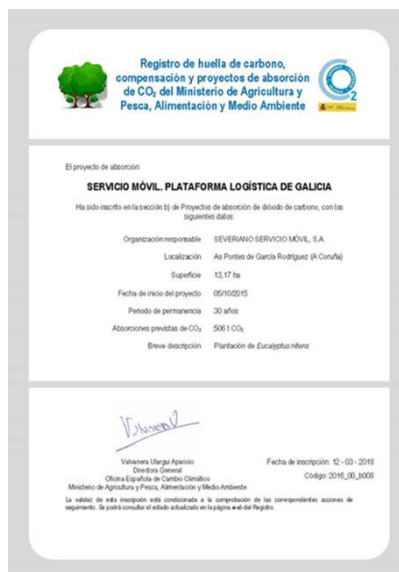 Registro de huella de carbono,
compensación y proyectos de absorción
de CO₂ del Ministerio de Agricultura y
Pesca, Alimentación y Medio Ambiente
El proyecto de absorción:
SERVICIO MÓVIL. PLATAFORMA LOGÍSTICA DE GALICIA
Ha sido inscrito en la sección b) de Proyectos de absorción de dióxido de carbono, con los
siguientes datos:
Organización responsable SEVERIANO SERVICIO MÓVIL, S.A.
Localización As Pontes de García Rodríguez (A Coruña)
Superficie 13,17 ha
Fecha de inicio del proyecto 05/10/2015
Periodo de permanencia 30 años
Absorciones previstas de CO₂ 506 t CO₂
Breve descripción Plantación de Eucalyptus nitens
Valvanera Ulargui Aparicio
Directora General
Oficina Española de Cambio Climático
Ministerio de Agricultura y Pesca, Alimentación y Medio Ambiente
Fecha de inscripción: 12 - 03 - 2018
Código: 2016_00_b008
La validez de esta inscripción está condicionada a la comprobación de las correspondientes acciones de
seguimiento. Se podrá consultar el estado actualizado en la página web del Registro.